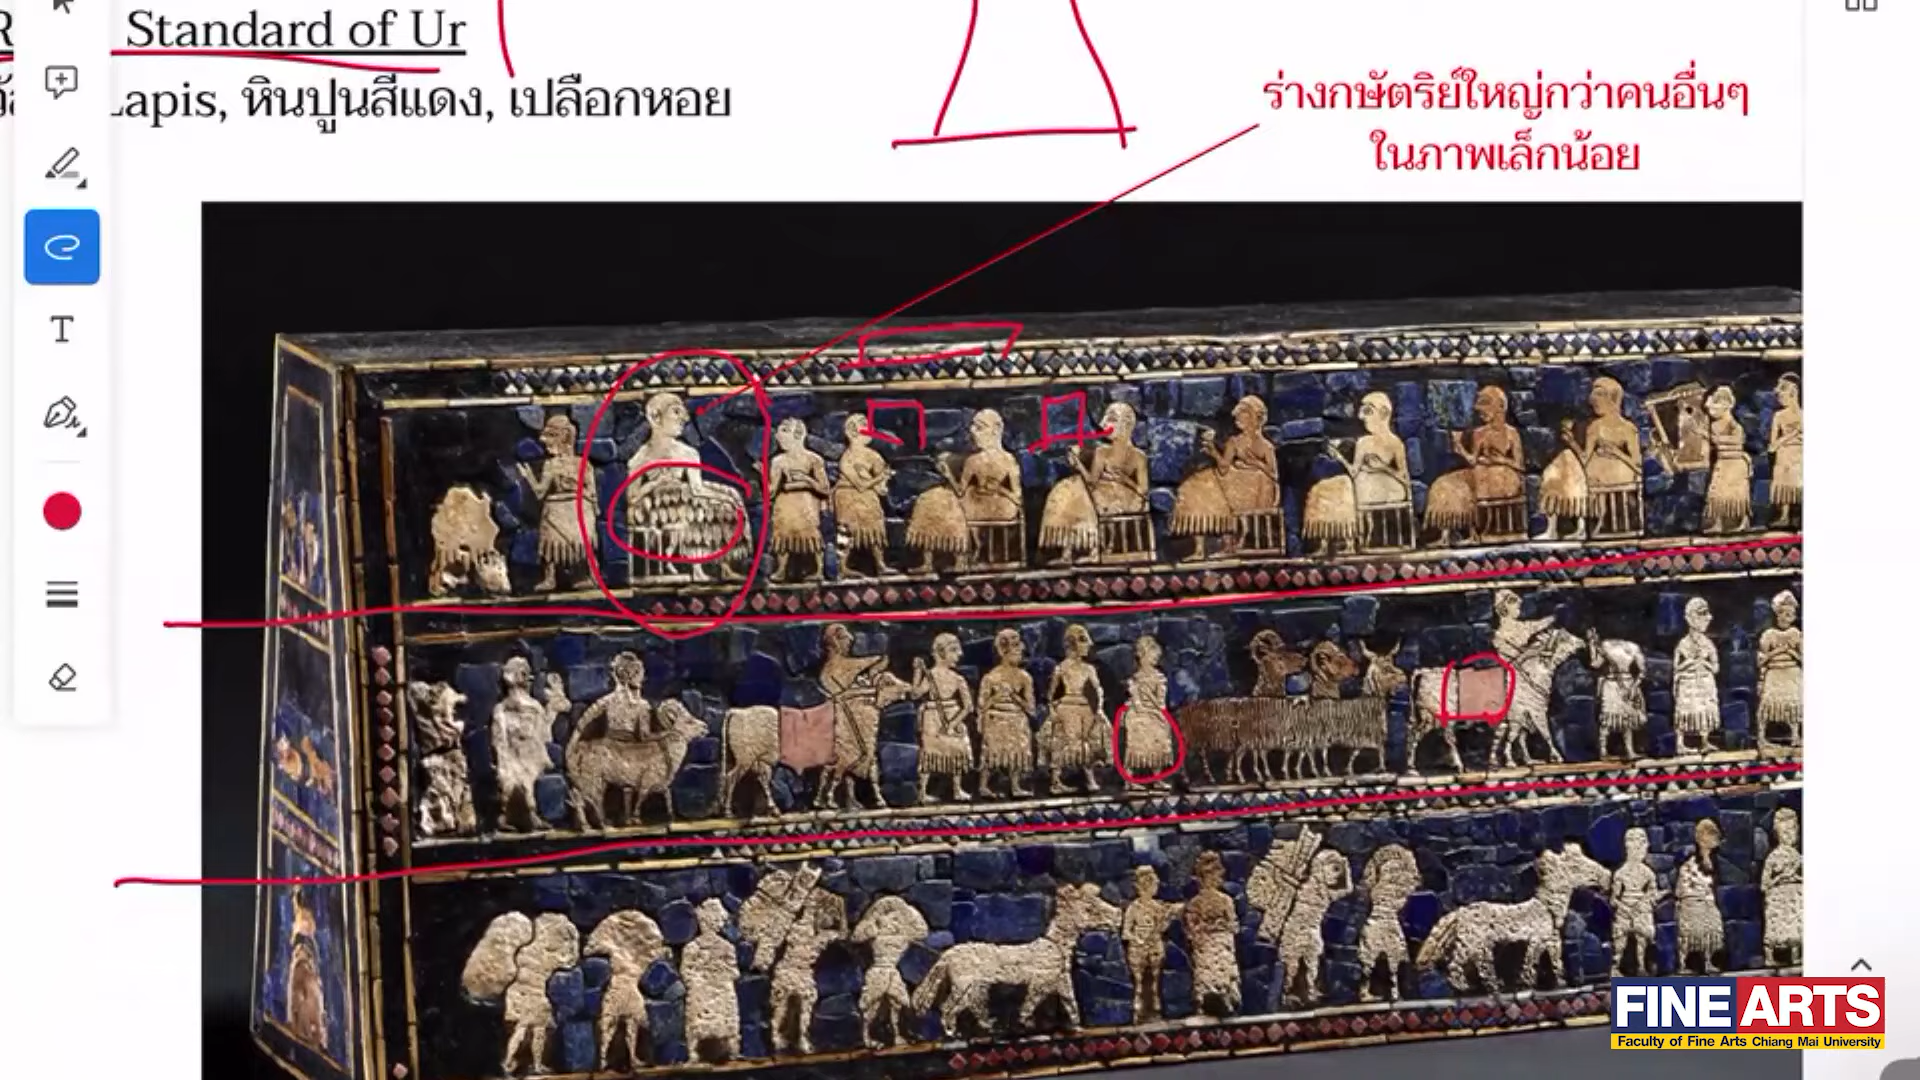 Standard of Ur
Lapis, หินปูนสีแดง, เปลือกหอย
ร่างกษัตริย์ใหญ่กว่าคนอื่นๆ
ในภาพเล็กน้อย
T
FINE ARTS
Faculty of Fine Arts Chiang Mai University